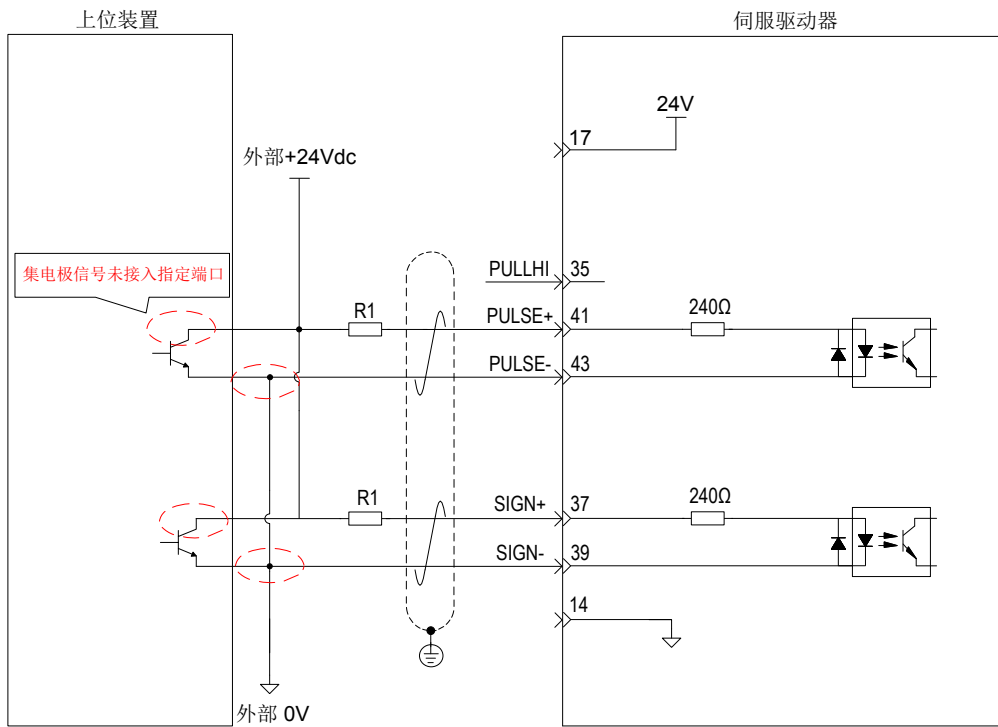 上位装置
伺服驱动器
24V
17
外部+24Vdc
集电极信号未接入指定端口
PULLHI
35
R1
PULSE+
41
240Ω
PULSE-
43
R1
SIGN+
37
240Ω
SIGN-
39
14
外部 0V